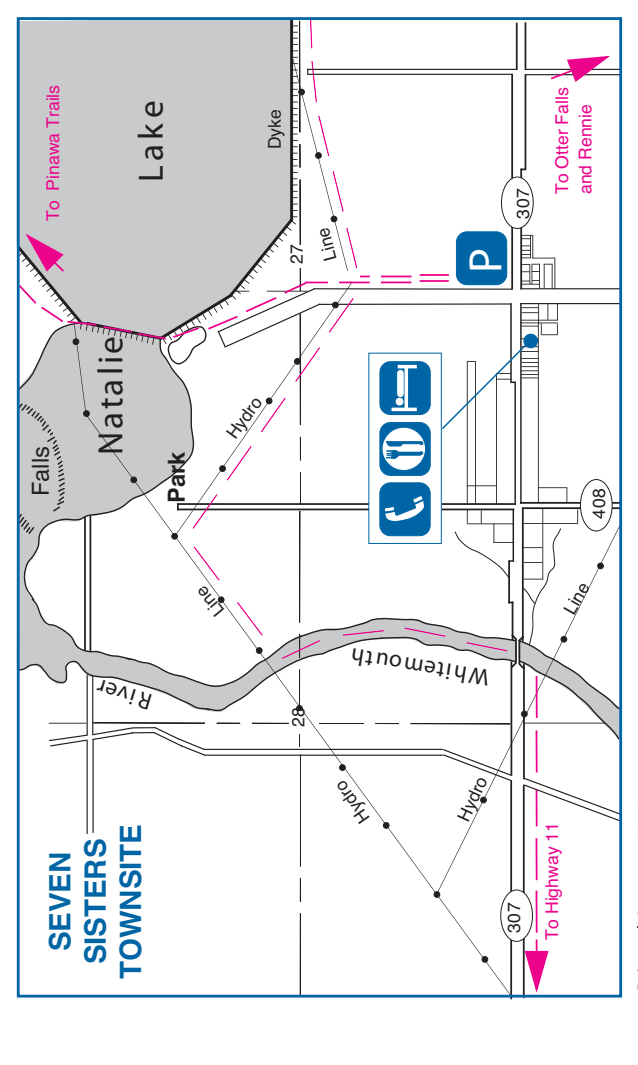 SEVEN
SISTERS
TOWNSITE
To Pinawa Trails
Lake
Natalie
Falls
Park
Dyke
27
Line
Hydro
Line
River
Whitemouth
28
Hydro
Hydro
Line
P
307
To Otter Falls
and Rennie
408
307
To Highway 11